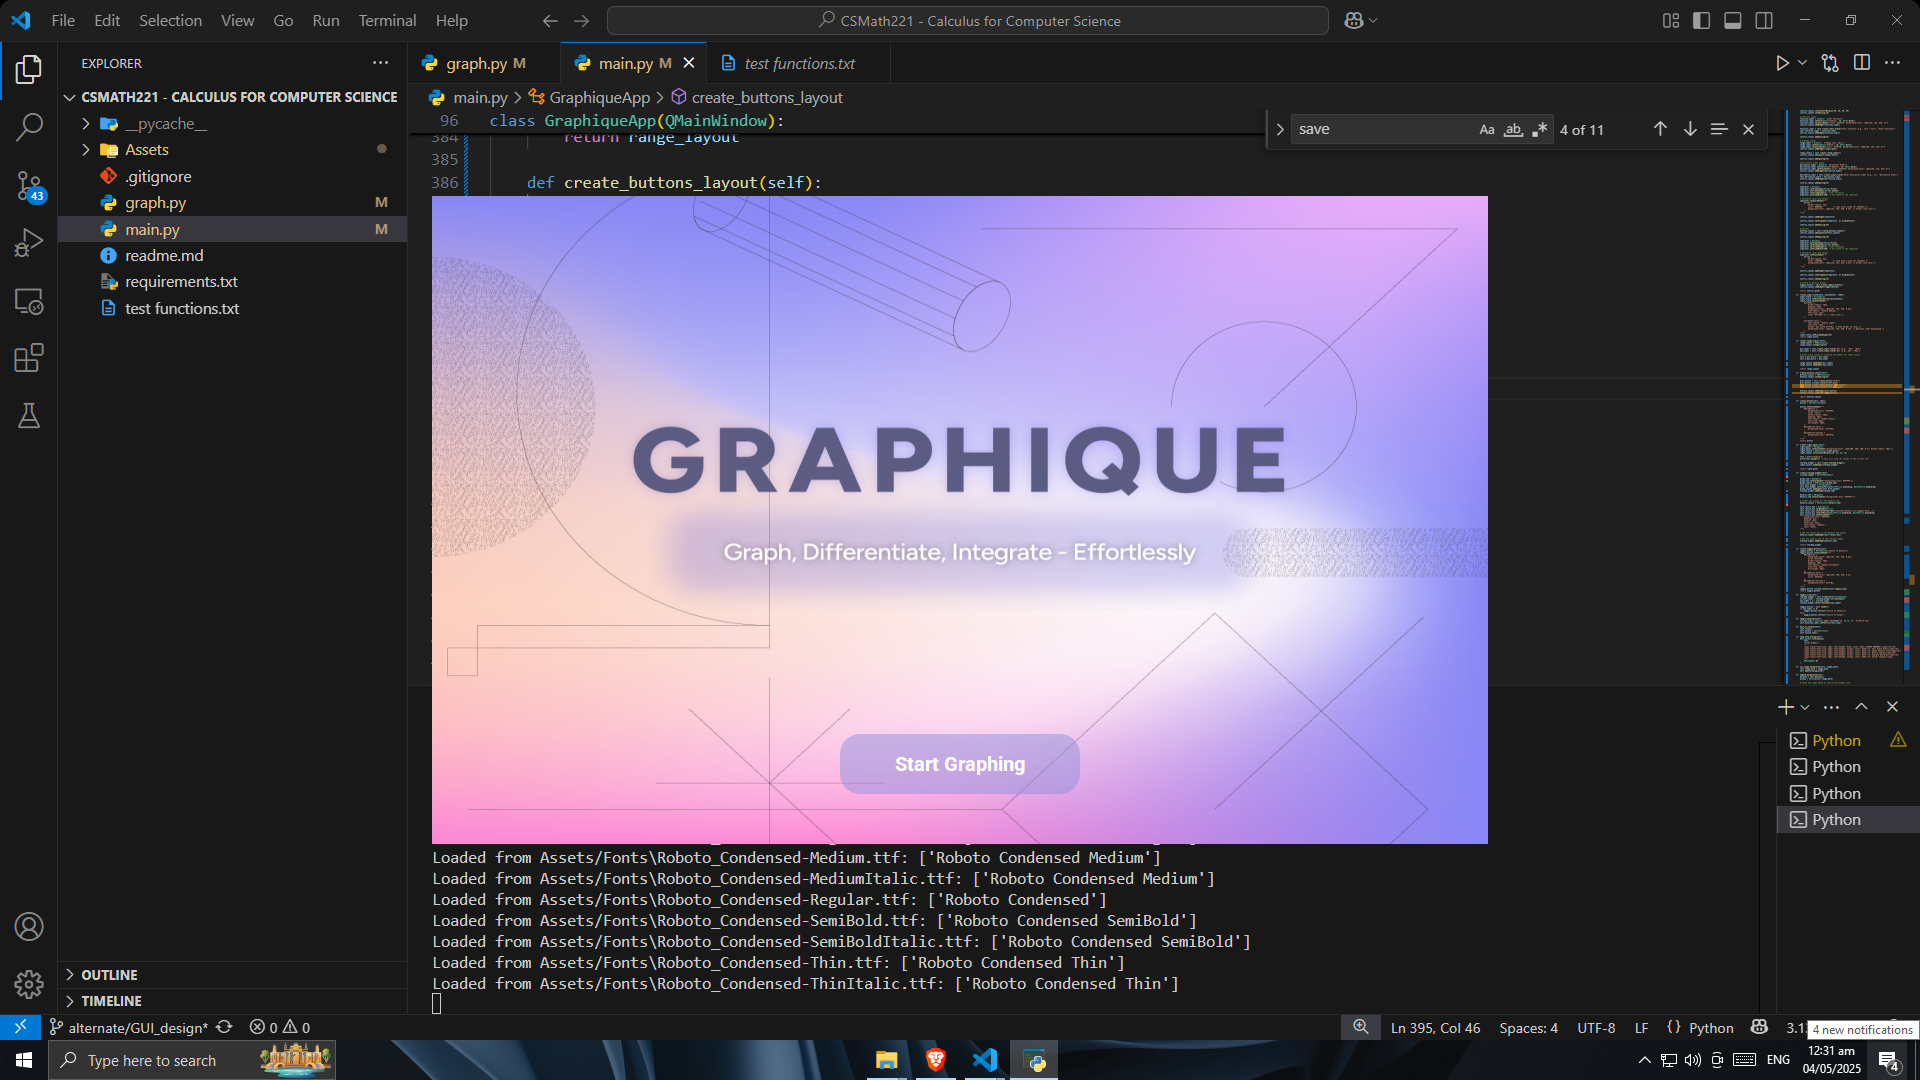 File Edit Selection View Go Run Terminal Help
CSMath221 - Calculus for Computer Science
EXPLORER
CSMATH221 - CALCULUS FOR COMPUTER SCIENCE
__pycache__
Assets
.gitignore
graph.py M
main.py M
readme.md
requirements.txt
test functions.txt
43
OUTLINE
TIMELINE
graph.py M
main.py M
test functions.txt
main.py > GraphiqueApp > create_buttons_layout
96 class GraphiqueApp(QMainWindow):
384 return range_layout
385
386 def create_buttons_layout(self):
save Aa ab 4 of 11
GRAPHIQUE
Graph, Differentiate, Integrate - Effortlessly
Start Graphing
Python
Python
Python
Python
Loaded from Assets/Fonts\Roboto_Condensed-Medium.ttf: ['Roboto Condensed Medium']
Loaded from Assets/Fonts\Roboto_Condensed-MediumItalic.ttf: ['Roboto Condensed Medium']
Loaded from Assets/Fonts\Roboto_Condensed-Regular.ttf: ['Roboto Condensed']
Loaded from Assets/Fonts\Roboto_Condensed-SemiBold.ttf: ['Roboto Condensed SemiBold']
Loaded from Assets/Fonts\Roboto_Condensed-SemiBoldItalic.ttf: ['Roboto Condensed SemiBold']
Loaded from Assets/Fonts\Roboto_Condensed-Thin.ttf: ['Roboto Condensed Thin']
Loaded from Assets/Fonts\Roboto_Condensed-ThinItalic.ttf: ['Roboto Condensed Thin']
alternate/GUI_design* 0 0
Ln 395, Col 46 Spaces: 4 UTF-8 LF {} Python
4 new notifications
Type here to search
ENG
12:31 am
04/05/2025
4